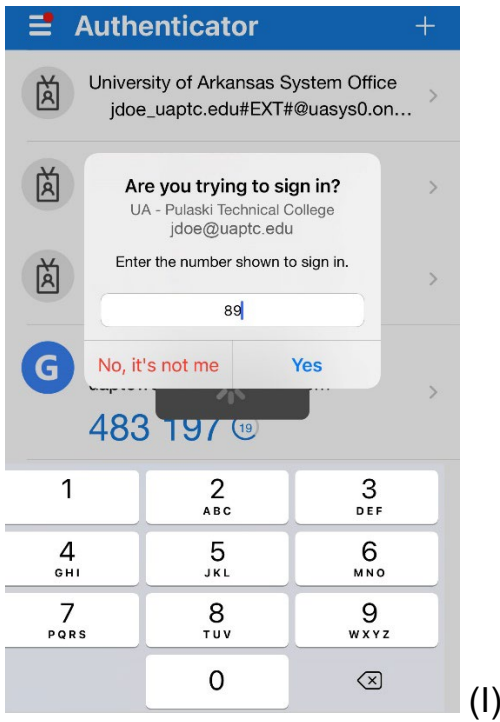 Authenticator
University of Arkansas System Office
jdoe_uaptc.edu#EXT#@uasys0.on...
Are you trying to sign in?
UA - Pulaski Technical College
jdoe@uaptc.edu
Enter the number shown to sign in.
89
No, it's not me
Yes
G
483 197
19
1
2
ABC
3
DEF
4
GHI
5
JKL
6
MNO
7
PQRS
8
TUV
9
WXYZ
0
(I)